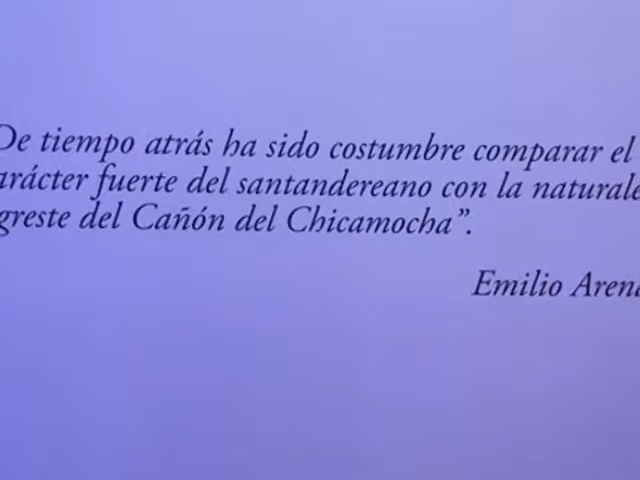 De tiempo atrás ha sido costumbre comparar el
arácter fuerte del santandereano con la naturale
greste del Cañón del Chicamocha”.
Emilio Arena